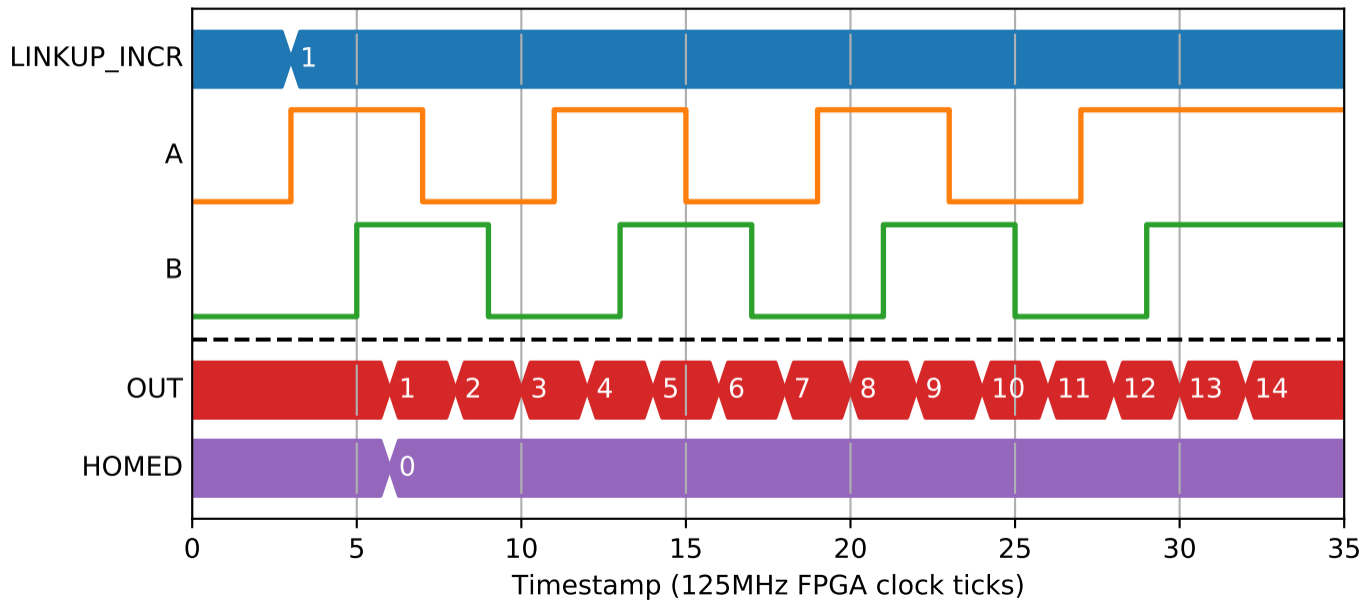 LINKUP_INCR 1
A
B
OUT 1 2 3 4 5 6 7 8 9 10 11 12 13 14
HOMED 0
0 5 10 15 20 25 30 35
Timestamp (125MHz FPGA clock ticks)